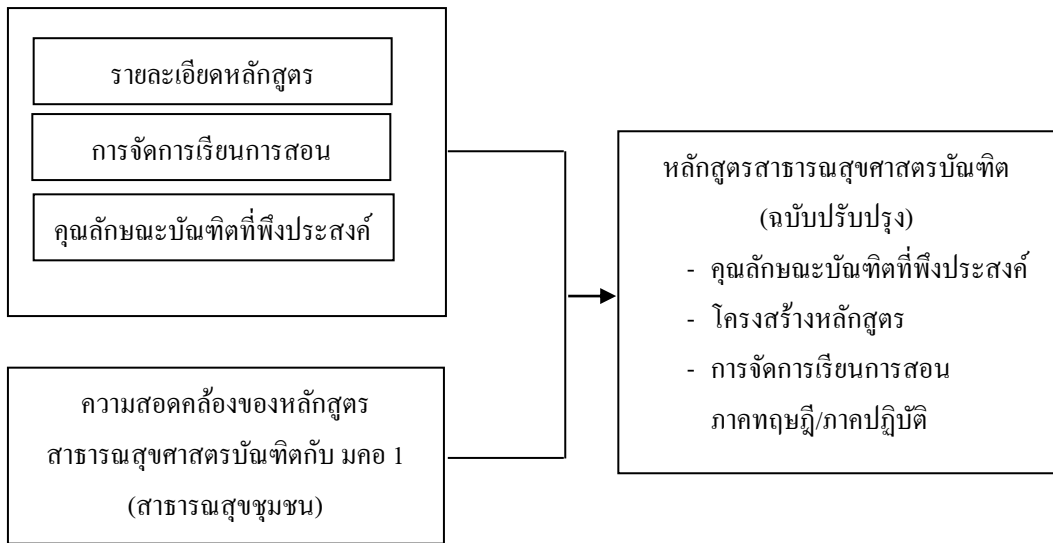 รายละเอียดหลักสูตร
การจัดการเรียนการสอน
คุณลักษณะบัณฑิตที่พึงประสงค์
ความสอดคล้องของหลักสูตร
สาธารณสุขศาสตรบัณฑิตกับ มคอ 1
(สาธารณสุขชุมชน)
หลักสูตรสาธารณสุขศาสตรบัณฑิต
(ฉบับปรับปรุง)
- คุณลักษณะบัณฑิตที่พึงประสงค์
- โครงสร้างหลักสูตร
- การจัดการเรียนการสอน
ภาคทฤษฎี/ภาคปฏิบัติ